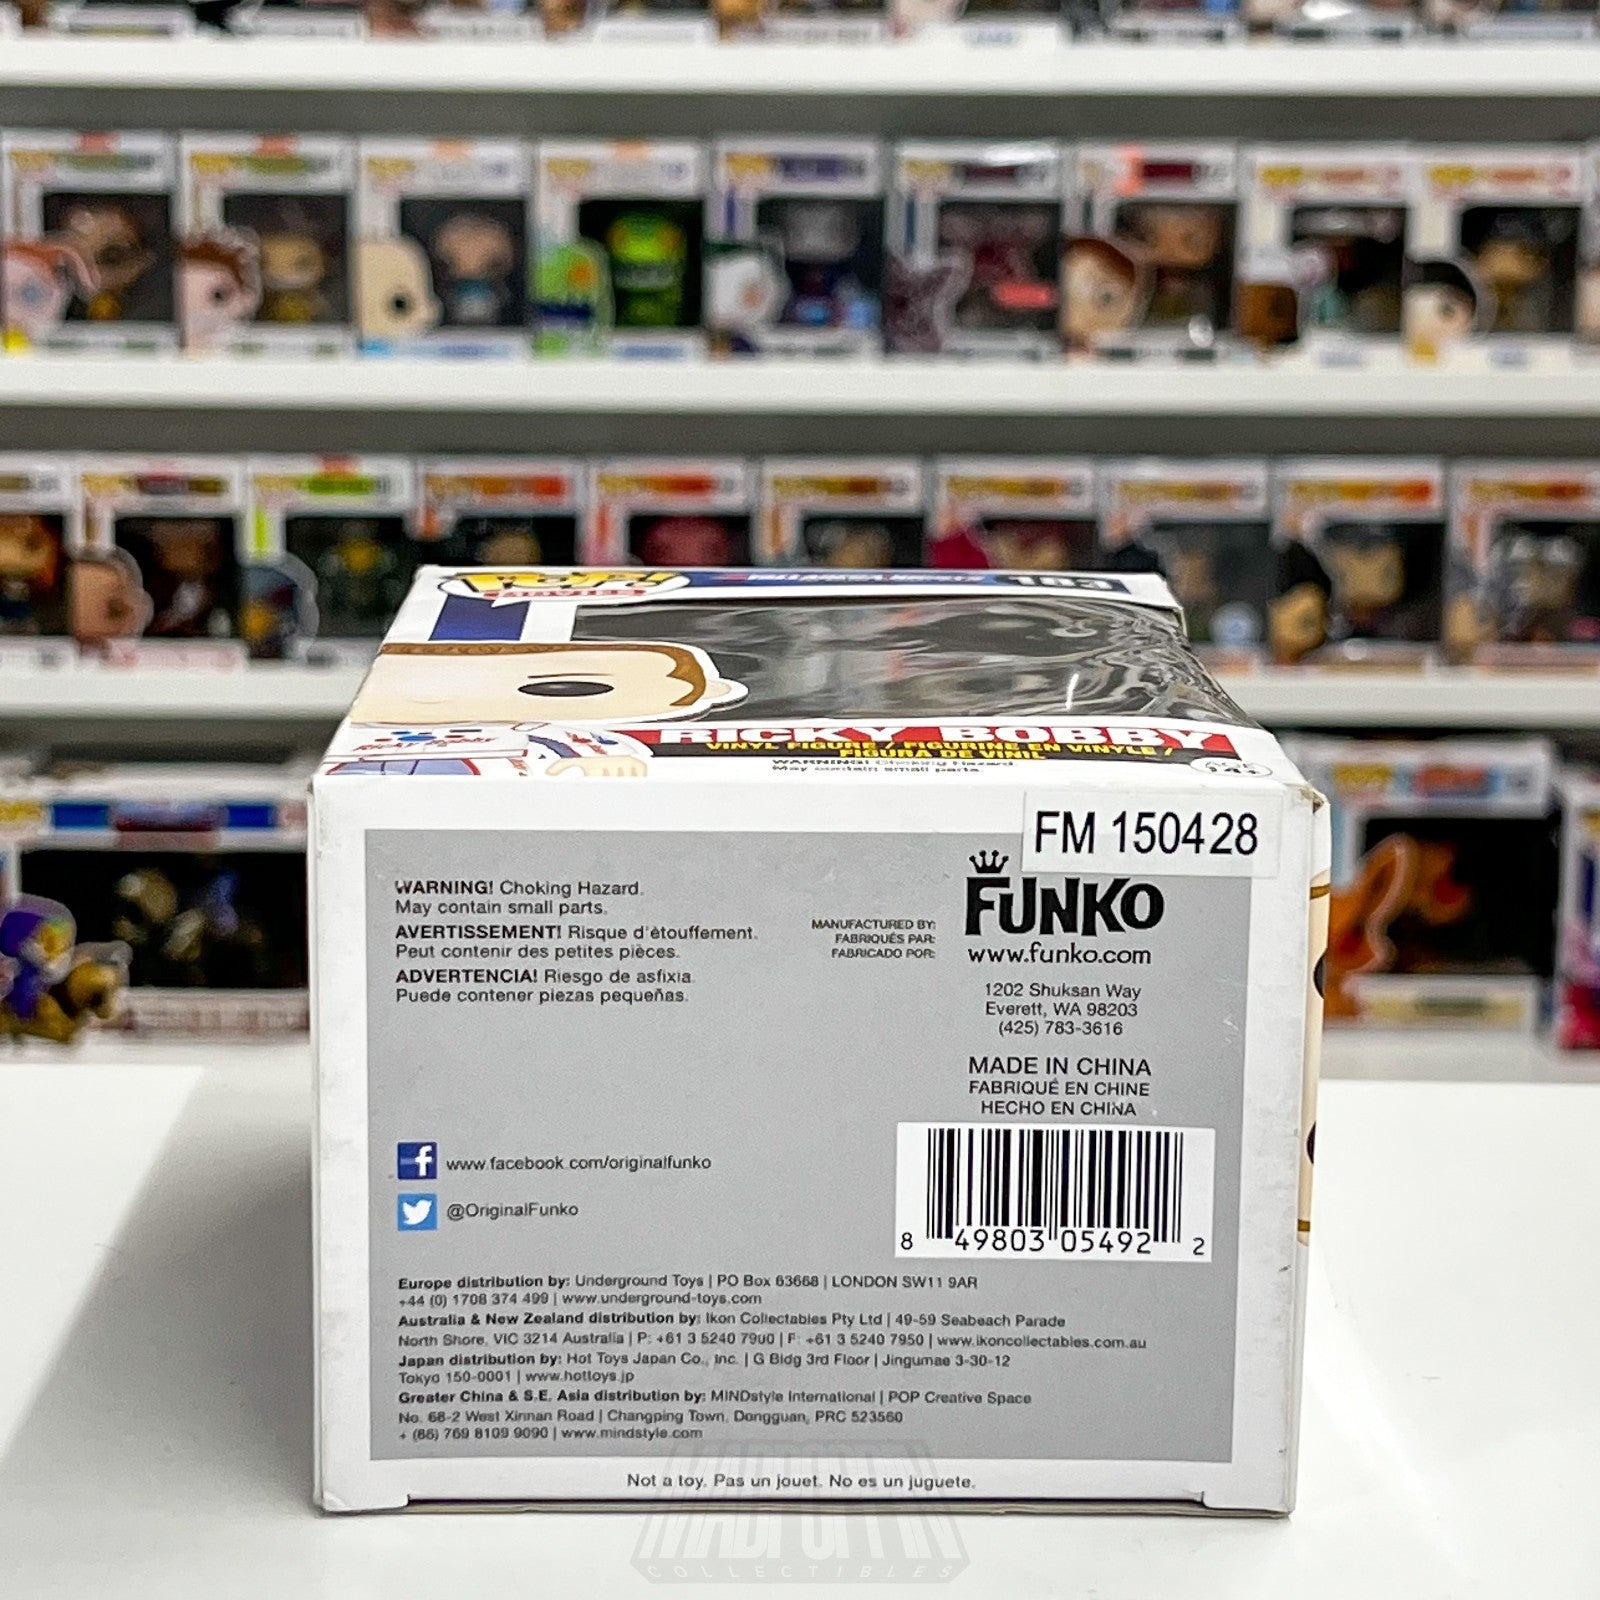 POP!
MOVIES
183
RICKY BOBBY
VINYL FIGURE / FIGURINE EN VINYLE /
FIGURA DE VINIL
WARNING! Choking Hazard.
May contain small parts.
AGE
14+
RICKY BOBBY
FM 150428
WARNING! Choking Hazard.
May contain small parts.
AVERTISSEMENT! Risque d'étouffement.
Peut contenir des petites pièces.
ADVERTENCIA! Riesgo de asfixia.
Puede contener piezas pequeñas.
MANUFACTURED BY:
FABRIQUÉS PAR:
FABRICADO POR:
FUNKO
www.funko.com
1202 Shuksan Way
Everett, WA 98203
(425) 783-3616
MADE IN CHINA
FABRIQUÉ EN CHINE
HECHO EN CHINA
www.facebook.com/originalfunko
@OriginalFunko
8 49803 05492 2
Europe distribution by: Underground Toys | PO Box 63668 | LONDON SW11 9AR
+44 (0) 1708 374 499 | www.underground-toys.com
Australia & New Zealand distribution by: Ikon Collectables Pty Ltd | 49-59 Seabeach Parade
North Shore, VIC 3214 Australia | P: +61 3 5240 7900 | F: +61 3 5240 7950 | www.ikoncollectables.com.au
Japan distribution by: Hot Toys Japan Co., Inc. | G Bldg 3rd Floor | Jingumae 3-30-12
Tokyo 150-0001 | www.hottoys.jp
Greater China & S.E. Asia distribution by: MINDstyle International | POP Creative Space
No. 68-2 West Xinnan Road | Changping Town, Dongguan, PRC 523560
+ (86) 769 8109 9090 | www.mindstyle.com
Not a toy. Pas un jouet. No es un juguete.
COLLECTIBLES